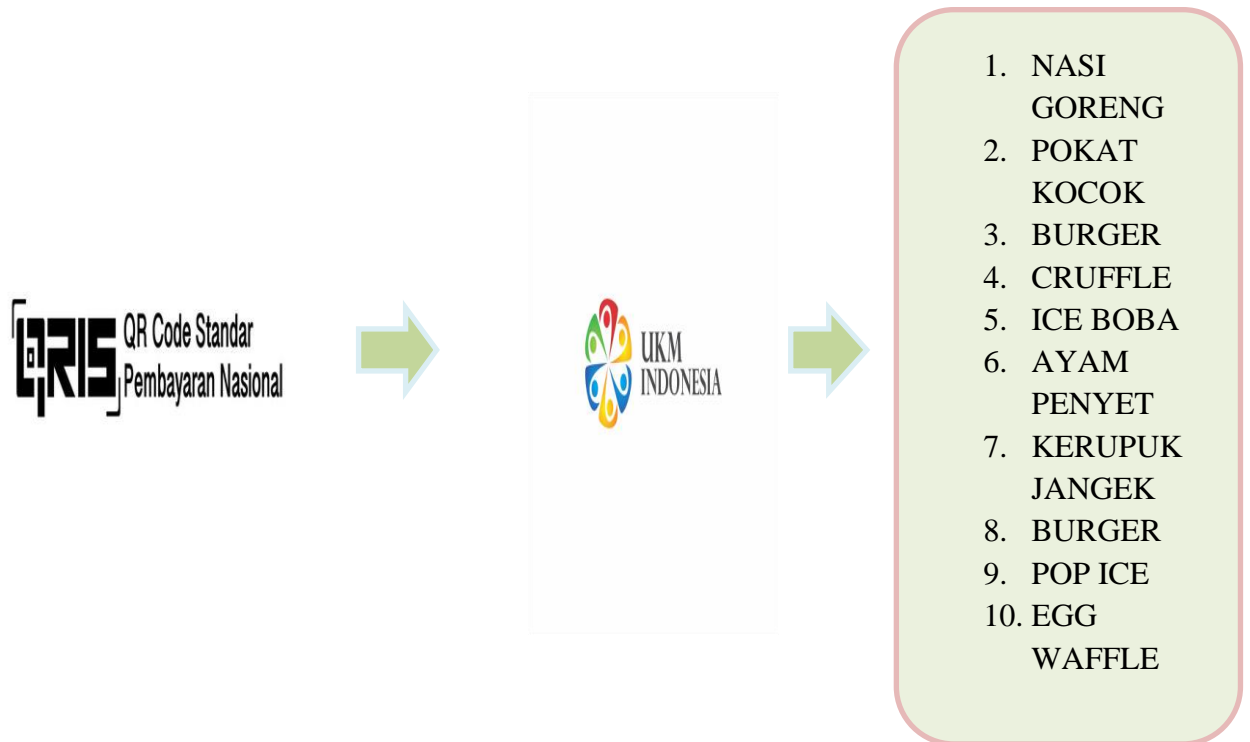 QRIS QR Code Standar
Pembayaran Nasional
UKM
INDONESIA
1. NASI
GORENG
2. POKAT
KOCOK
3. BURGER
4. CRUFFLE
5. ICE BOBA
6. AYAM
PENYET
7. KERUPUK
JANGEK
8. BURGER
9. POP ICE
10. EGG
WAFFLE